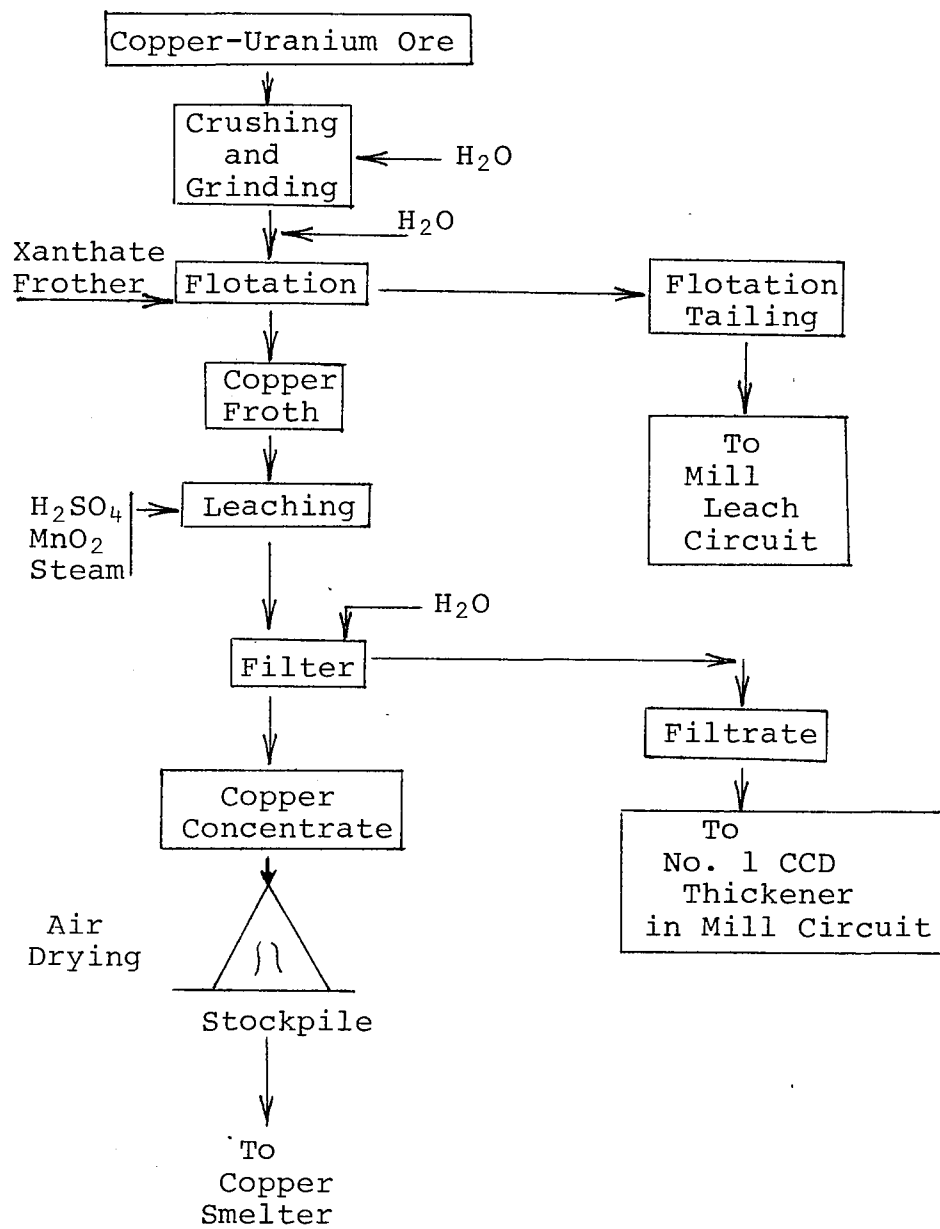 Copper-Uranium Ore
Crushing
and
Grinding
H₂O
H₂O
Xanthate
Frother
Flotation
Flotation
Tailing
Copper
Froth
To
Mill
Leach
Circuit
H₂SO₄
MnO₂
Steam
Leaching
H₂O
Filter
Filtrate
Copper
Concentrate
To
No. 1 CCD
Thickener
in Mill Circuit
Air
Drying
Stockpile
To
Copper
Smelter